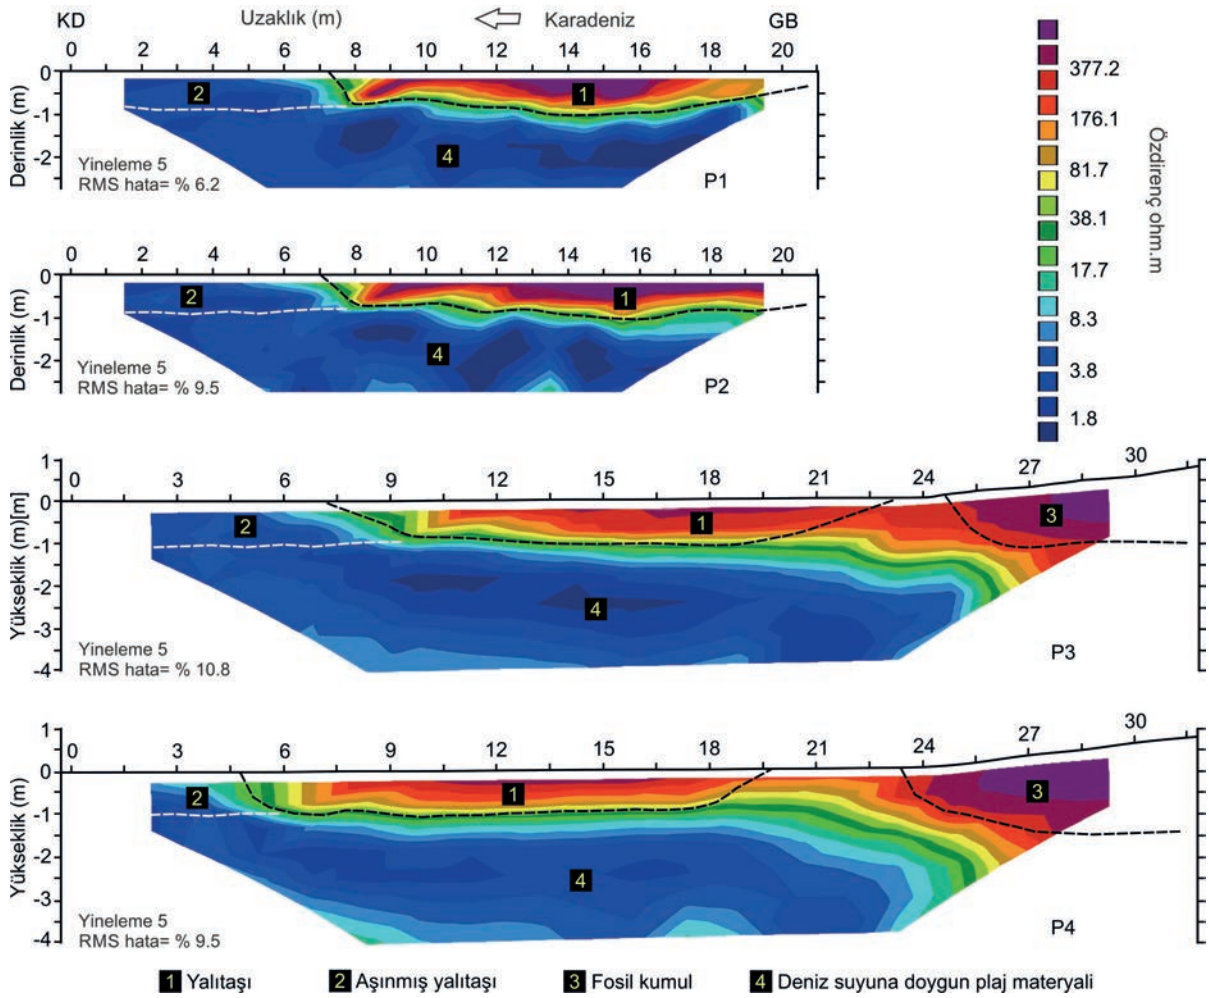 KD Uzaklık (m) Karadeniz GB
0 2 4 6 8 10 12 14 16 18 20
Derinlik (m)
0
-1
-2
2
1
4
Yineleme 5
RMS hata= % 6.2
P1
0 2 4 6 8 10 12 14 16 18 20
Derinlik (m)
0
-1
-2
2
1
4
Yineleme 5
RMS hata= % 9.5
P2
377.2
176.1
81.7
38.1
17.7
8.3
3.8
1.8
Özdirenç ohm.m
0 3 6 9 12 15 18 21 24 27 30
Yükseklik (m)[m]
1
0
-1
-2
-3
-4
2
1
3
4
Yineleme 5
RMS hata= % 10.8
P3
0 3 6 9 12 15 18 21 24 27 30
Yükseklik (m)
1
0
-1
-2
-3
-4
2
1
3
4
Yineleme 5
RMS hata= % 9.5
P4
1 Yalıtaşı 2 Aşınmış yalıtaşı 3 Fosil kumul 4 Deniz suyuna doygun plaj materyali